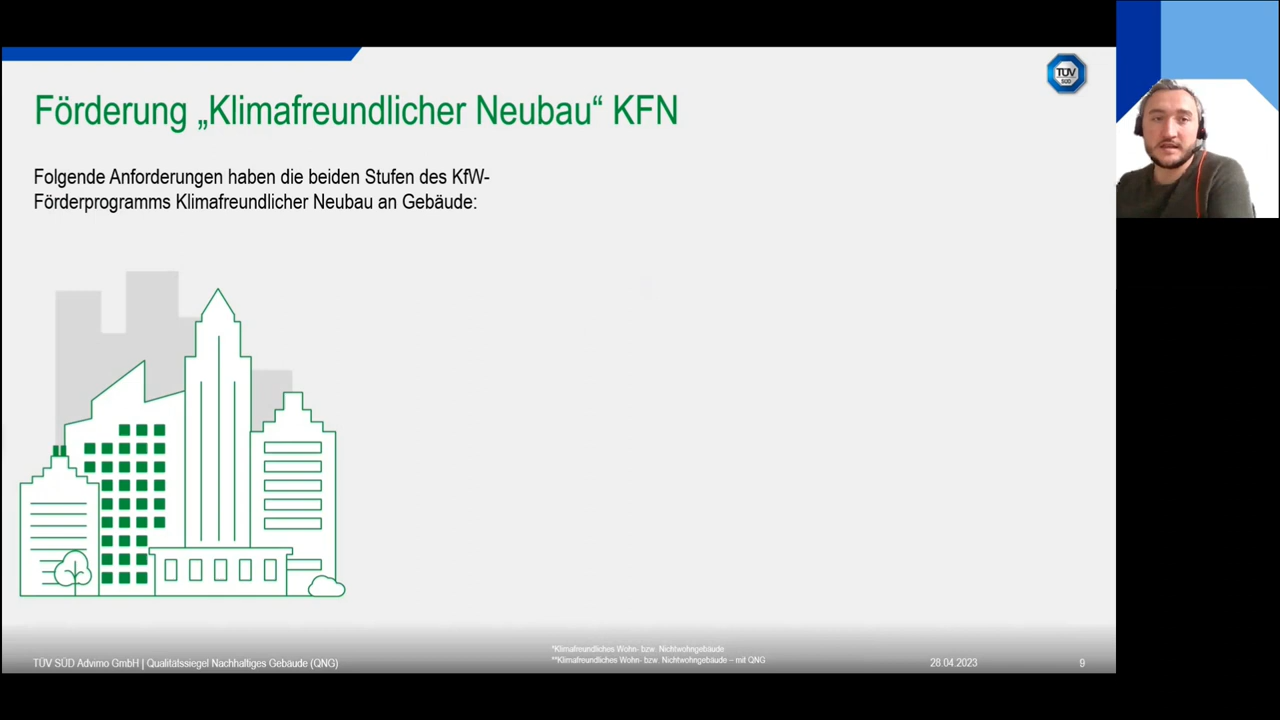 Förderung „Klimafreundlicher Neubau“ KFN
TÜV
SÜD
Folgende Anforderungen haben die beiden Stufen des KfW-
Förderprogramms Klimafreundlicher Neubau an Gebäude:
*Klimafreundliches Wohn- bzw. Nichtwohngebäude
**Klimafreundliches Wohn- bzw. Nichtwohngebäude – mit QNG
TÜV SÜD Advimo GmbH | Qualitätssiegel Nachhaltiges Gebäude (QNG)
28.04.2023
9